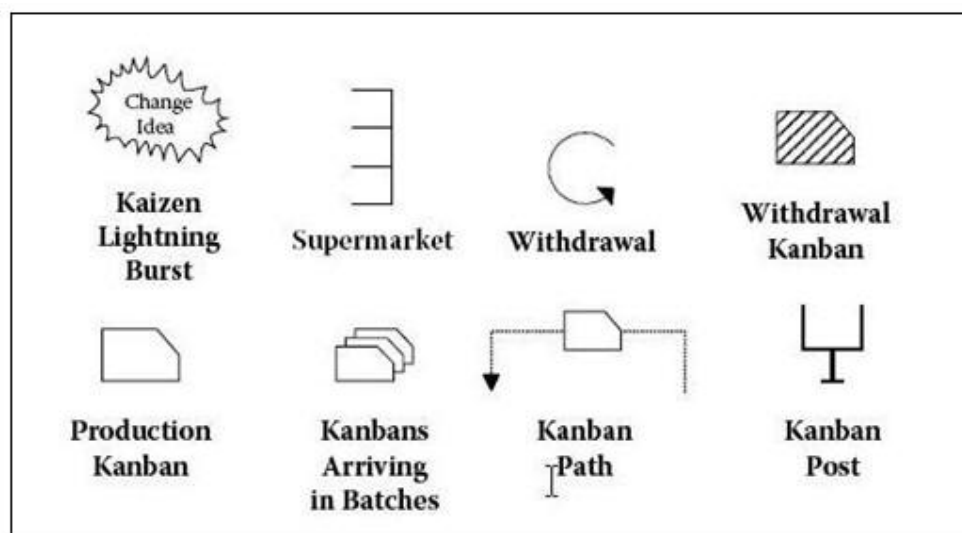 Change
Idea
Kaizen
Lightning
Burst
Supermarket
Withdrawal
Withdrawal
Kanban
Production
Kanban
Kanbans
Arriving
in Batches
Kanban
Path
Kanban
Post